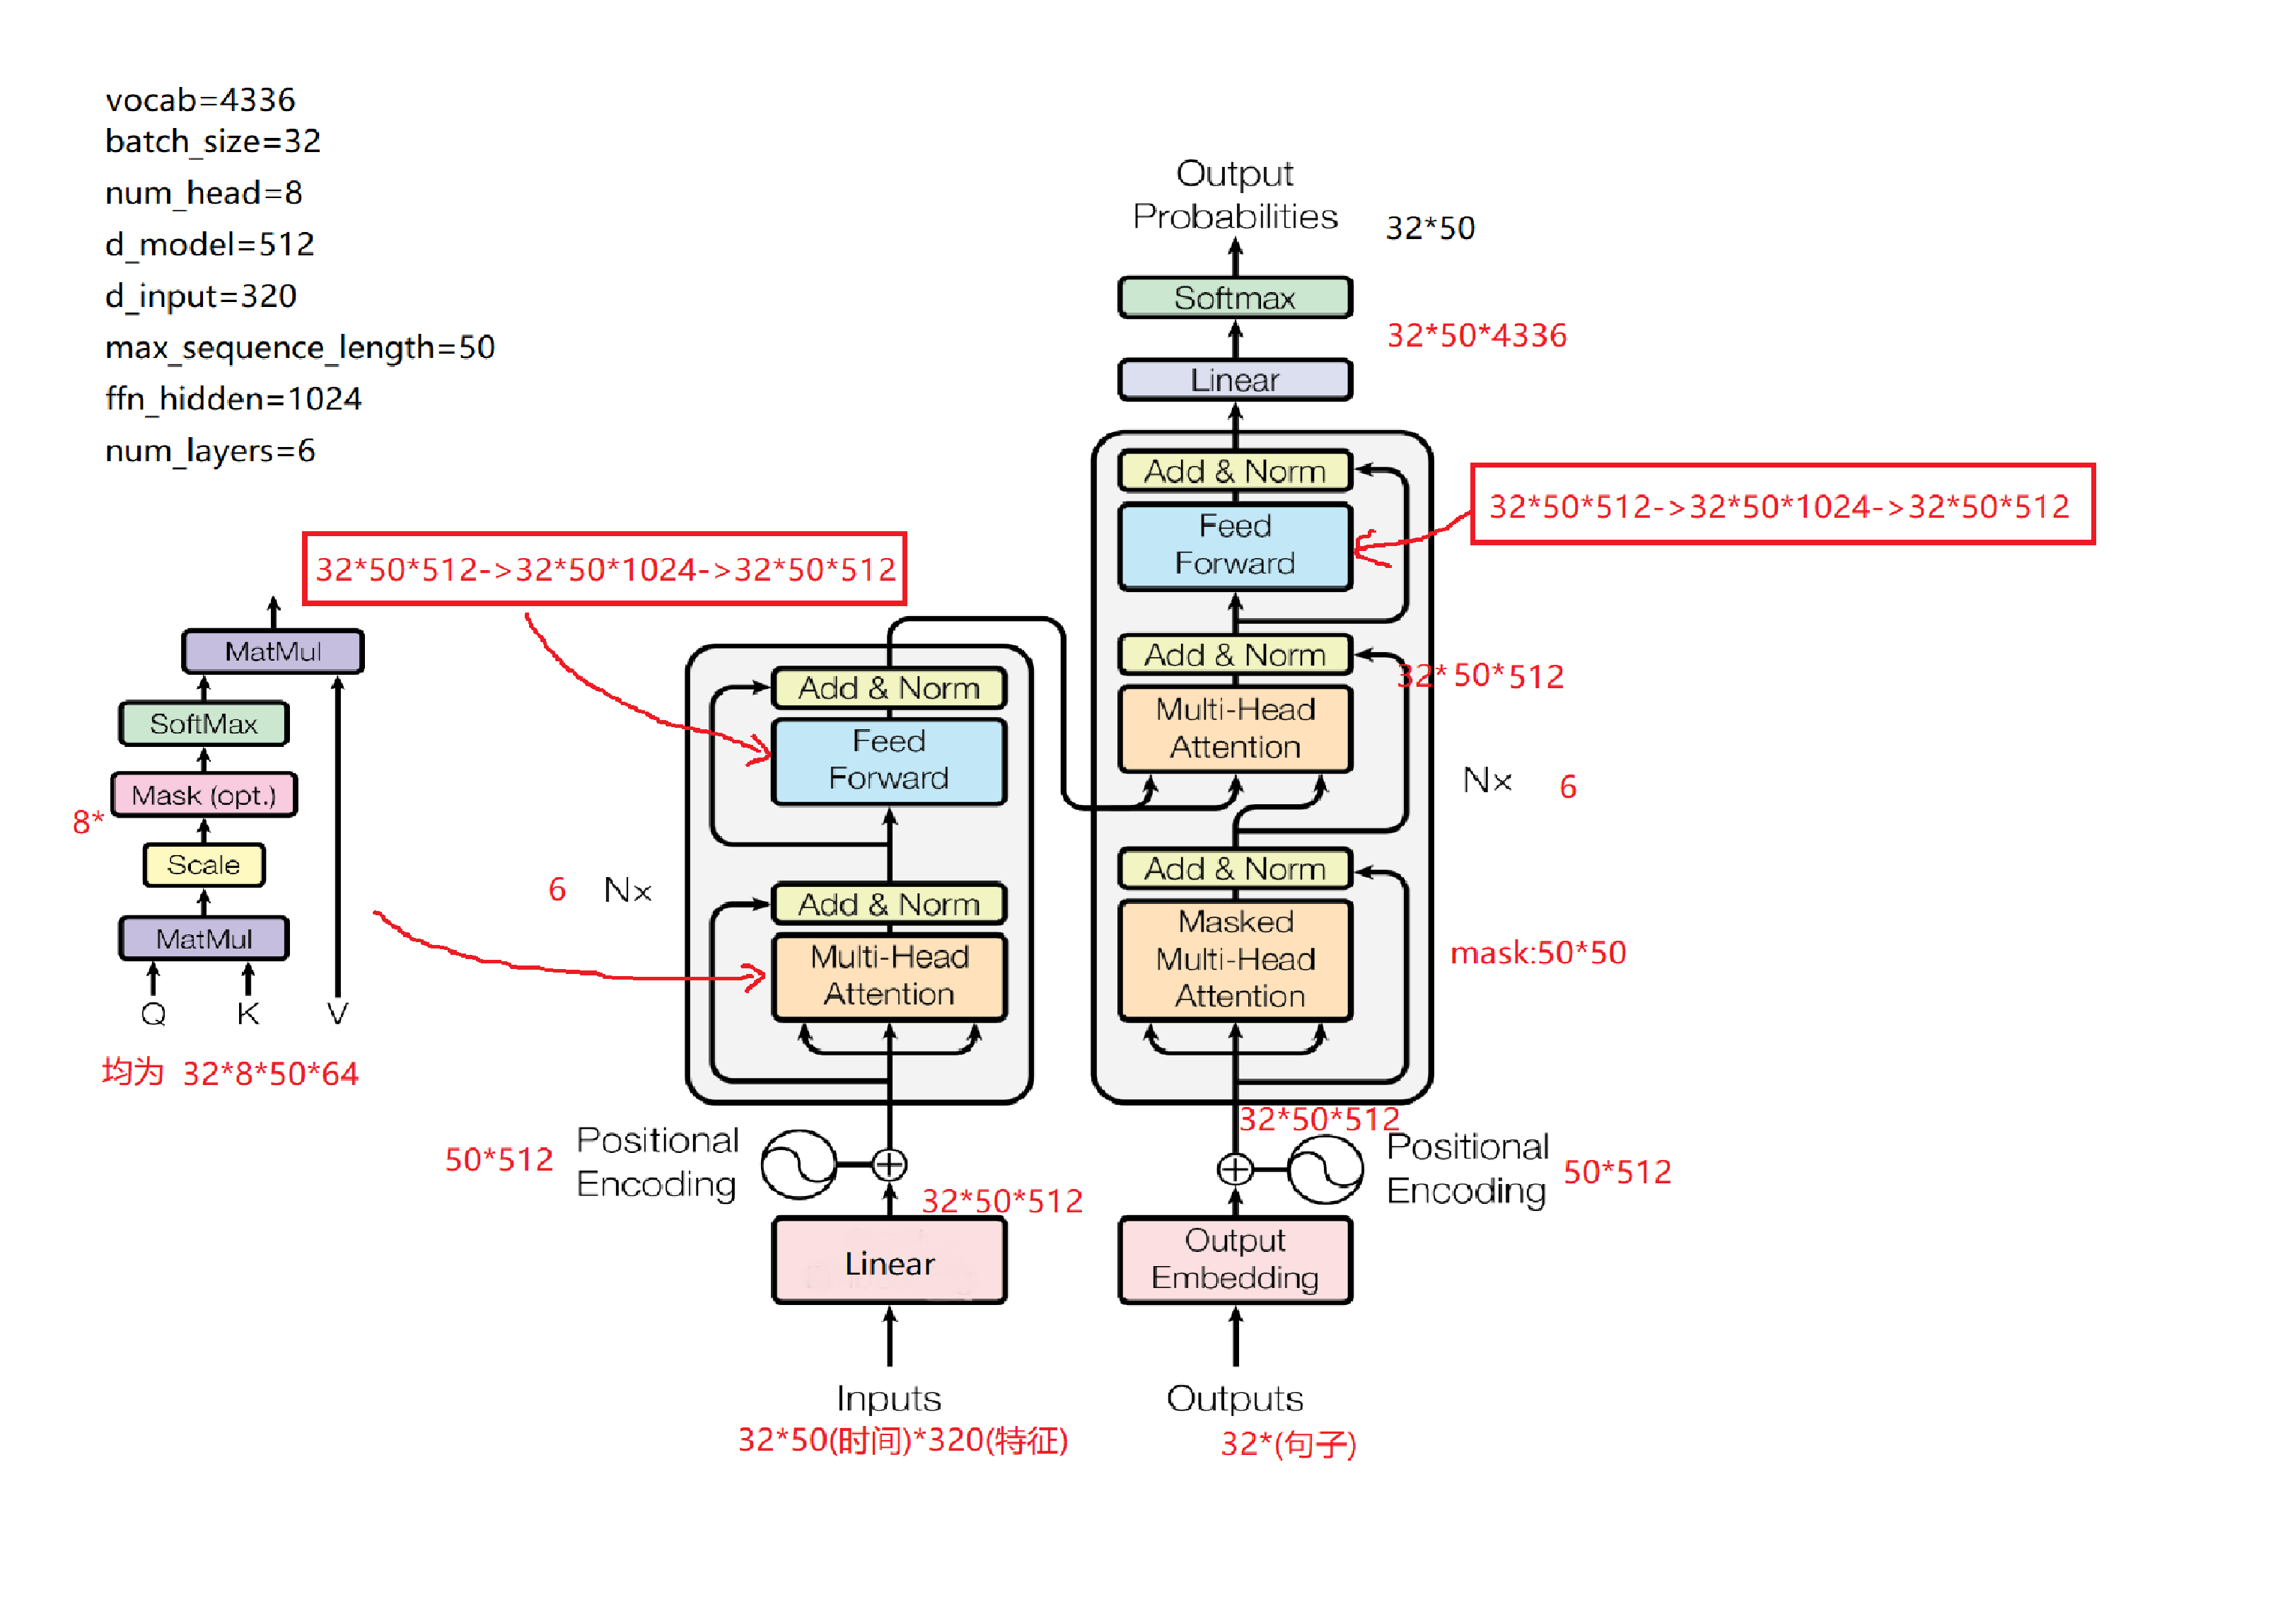 vocab=4336
batch_size=32
num_head=8
d_model=512
d_input=320
max_sequence_length=50
ffn_hidden=1024
num_layers=6
Output
Probabilities
32*50
Softmax
32*50*4336
Linear
Add & Norm
Feed
Forward
32*50*512->32*50*1024->32*50*512
Add & Norm
32*50*512
Multi-Head
Attention
Nx
6
Add & Norm
Masked
Multi-Head
Attention
mask:50*50
32*50*512
Positional
Encoding
50*512
Output
Embedding
Outputs
32*(句子)
32*50*512->32*50*1024->32*50*512
Add & Norm
Feed
Forward
6
Nx
Add & Norm
Multi-Head
Attention
50*512
Positional
Encoding
32*50*512
Linear
Inputs
32*50(时间)*320(特征)
MatMul
SoftMax
Mask (opt.)
8*
Scale
MatMul
Q
K
V
均为 32*8*50*64